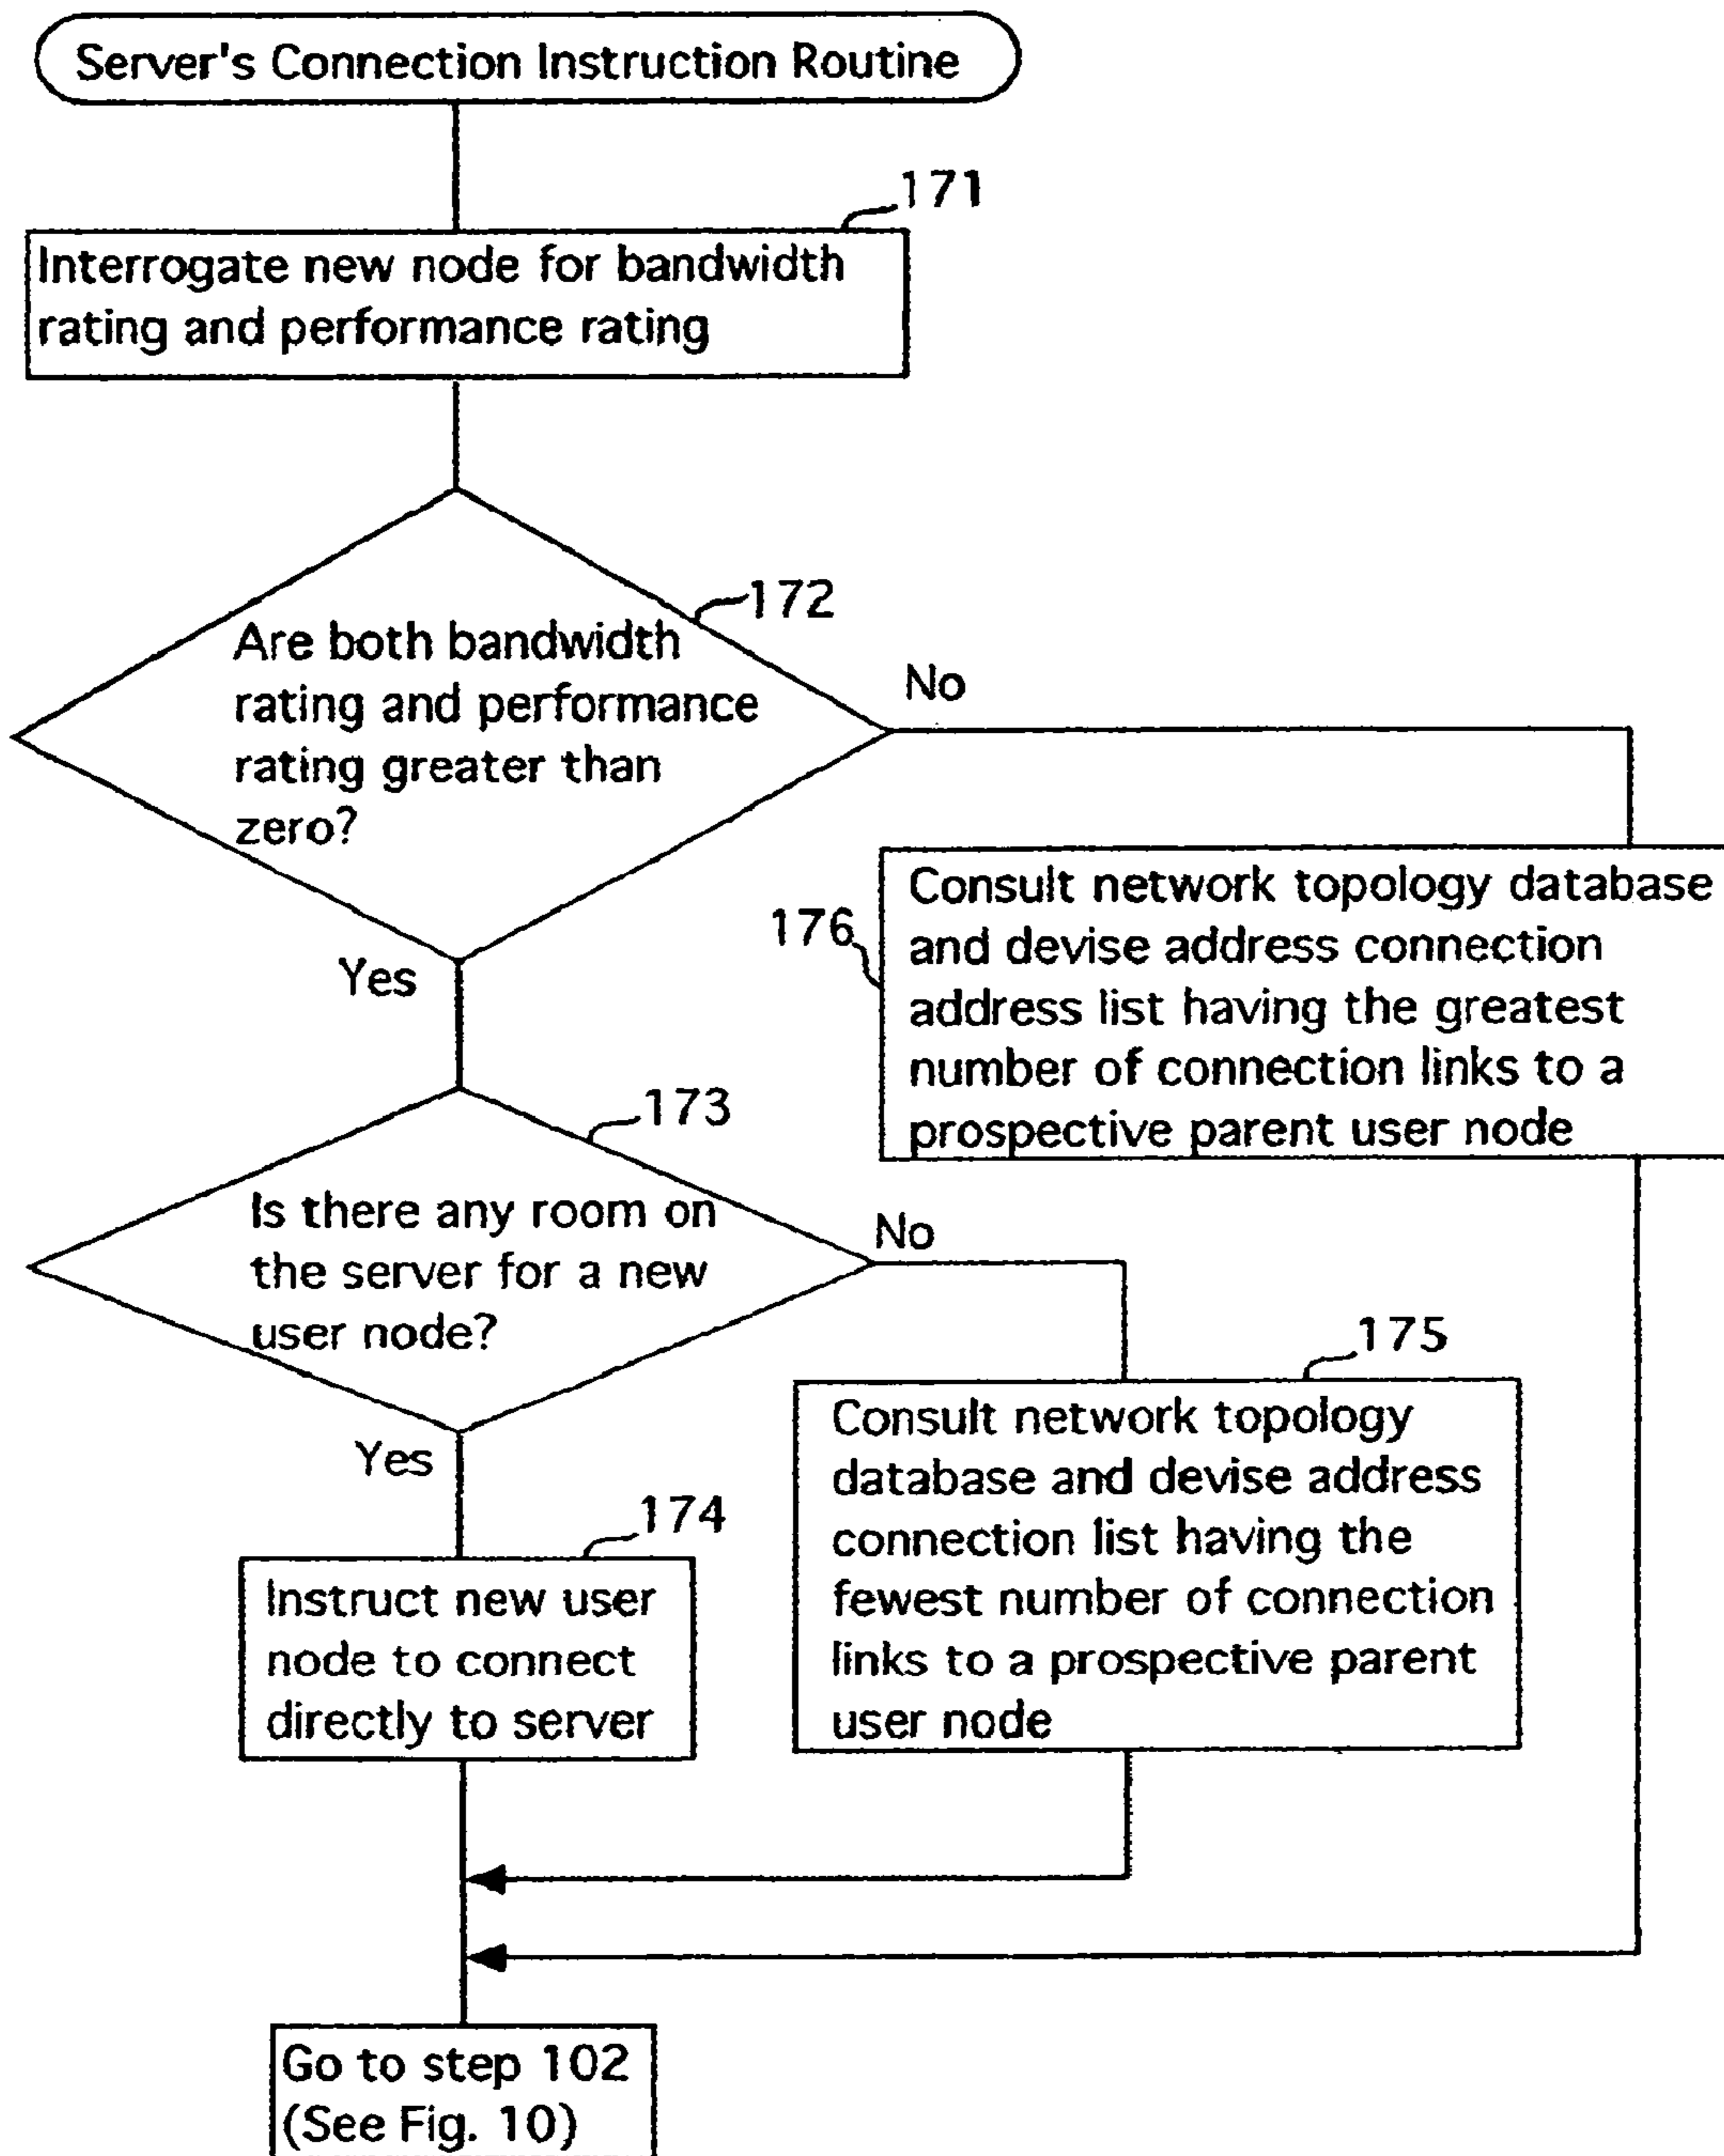 Server's Connection Instruction Routine
171
Interrogate new node for bandwidth
rating and performance rating
172
Are both bandwidth
rating and performance
rating greater than
zero?
No
Yes
176
Consult network topology database
and devise address connection
address list having the greatest
number of connection links to a
prospective parent user node
173
Is there any room on
the server for a new
user node?
No
Yes
175
Consult network topology
database and devise address
connection list having the
fewest number of connection
links to a prospective parent
user node
174
Instruct new user
node to connect
directly to server
Go to step 102
(See Fig. 10)